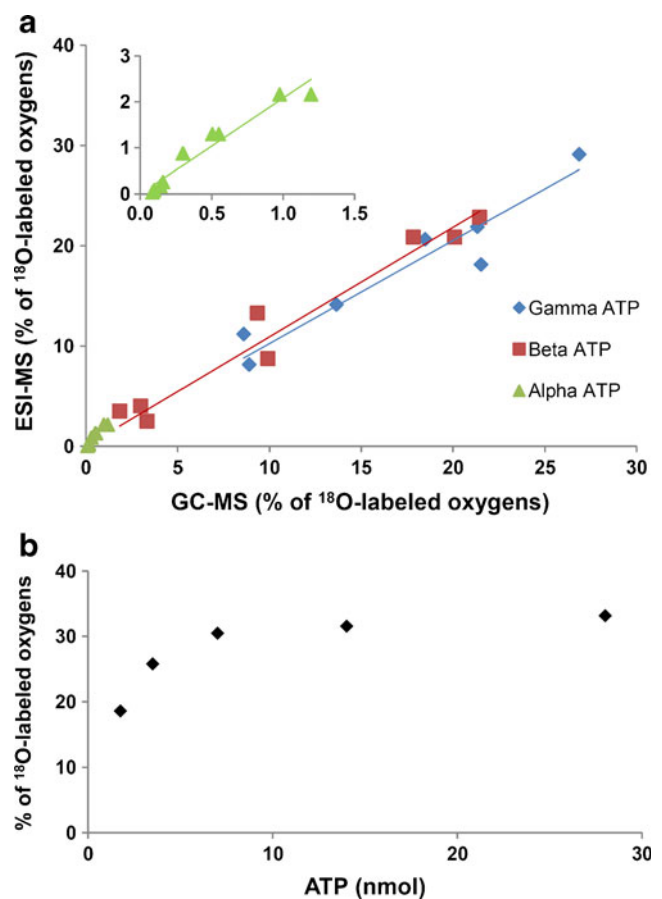 a
ESI-MS (% of ¹⁸O-labeled oxygens)
40
30
20
10
0
3
2
1
0
0.0 0.5 1.0 1.5
Gamma ATP
Beta ATP
Alpha ATP
0 5 10 15 20 25 30
GC-MS (% of ¹⁸O-labeled oxygens)
b
% of ¹⁸O-labeled oxygens
40
30
20
10
0
0 10 20 30
ATP (nmol)